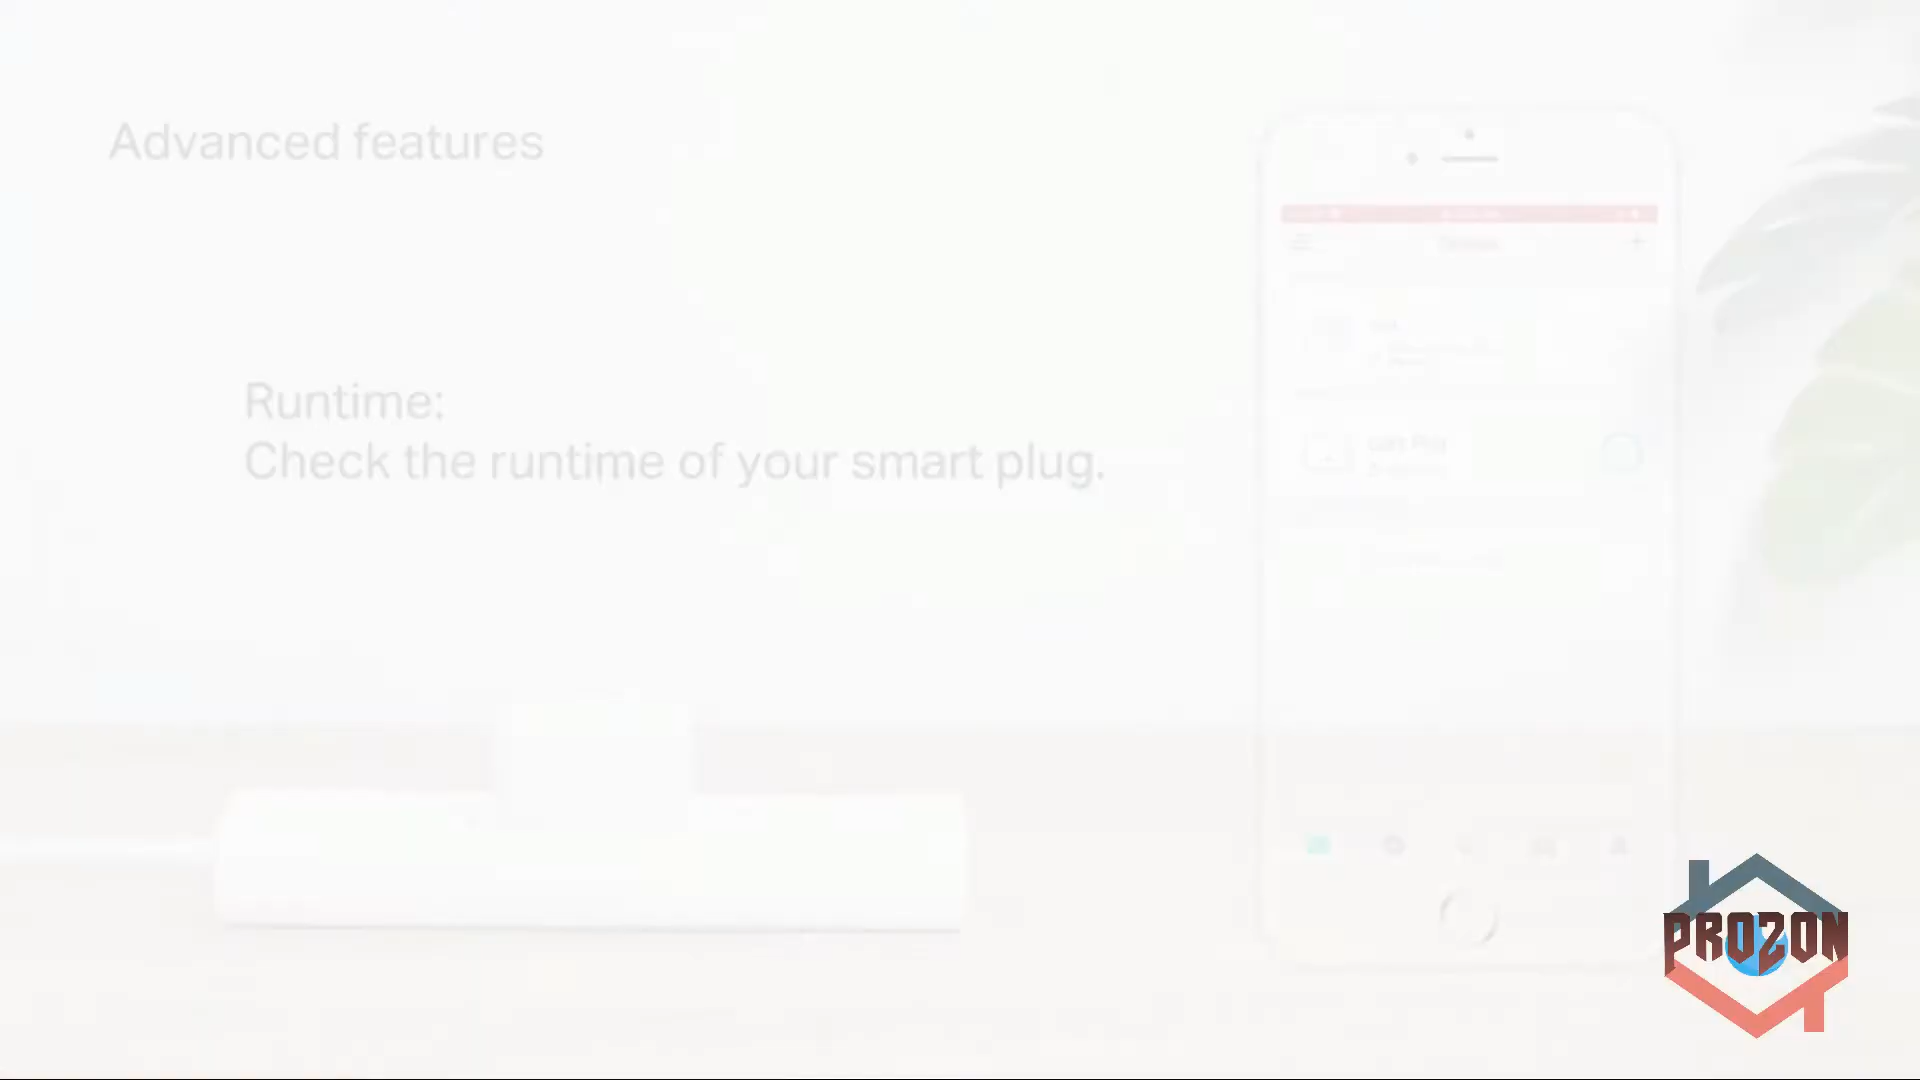 Advanced features
Runtime:
Check the runtime of your smart plug.
PROZON